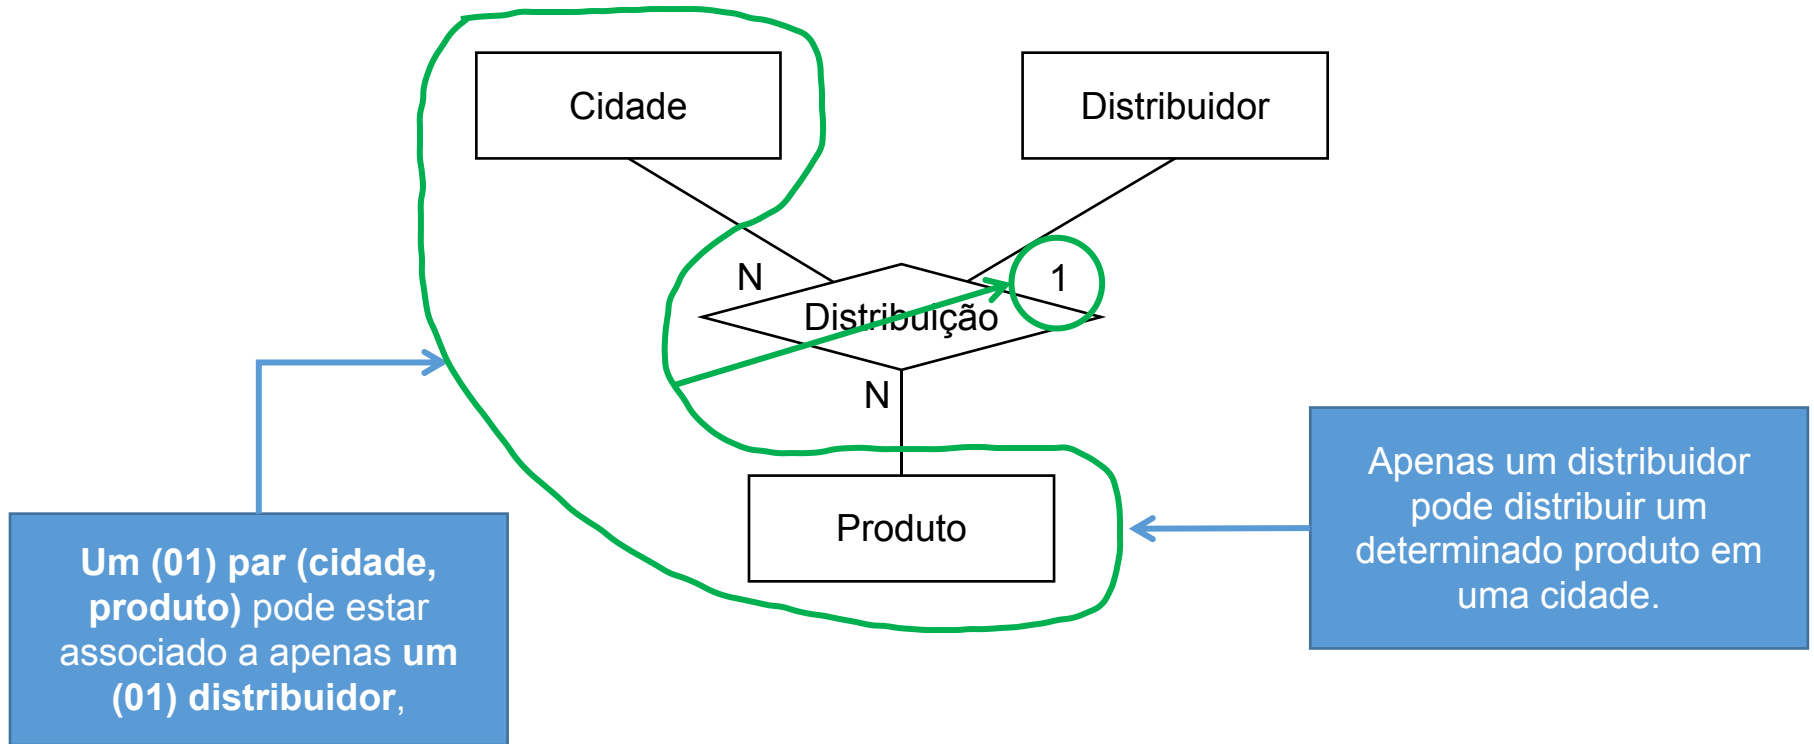 Cidade
Distribuidor
N
1
Distribuição
N
Produto
Um (01) par (cidade,
produto) pode estar
associado a apenas um
(01) distribuidor,
Apenas um distribuidor
pode distribuir um
determinado produto em
uma cidade.